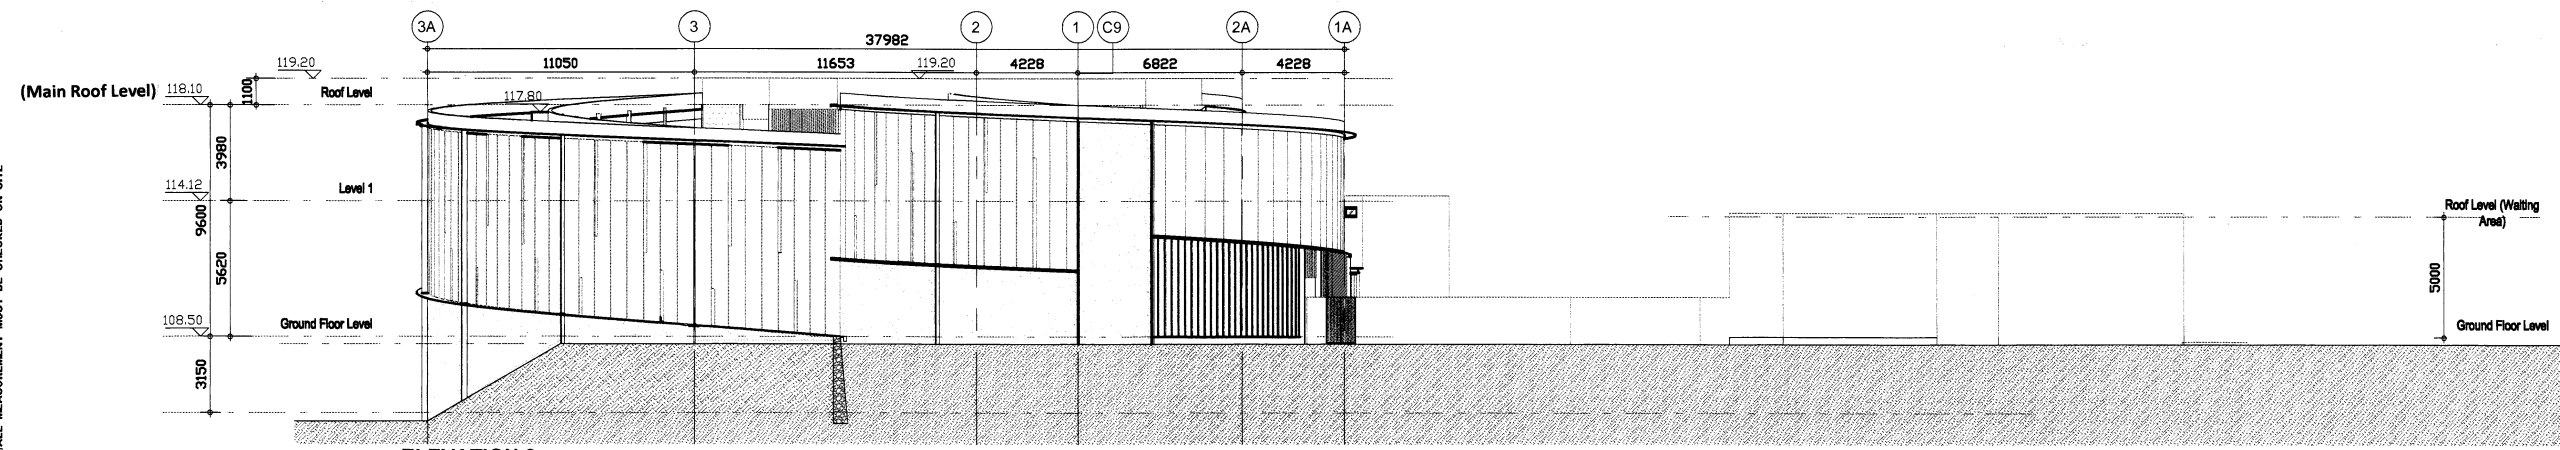 3A 3 2 1 C9 2A 1A
37982
11050 11653 4228 6822 4228
119.20
119.20
1100
(Main Roof Level) 118.10
Roof Level
117.80
3980
114.12
Level 1
9600
5620
108.50
Ground Floor Level
3150
Roof Level (Waiting
Area)
5000
Ground Floor Level